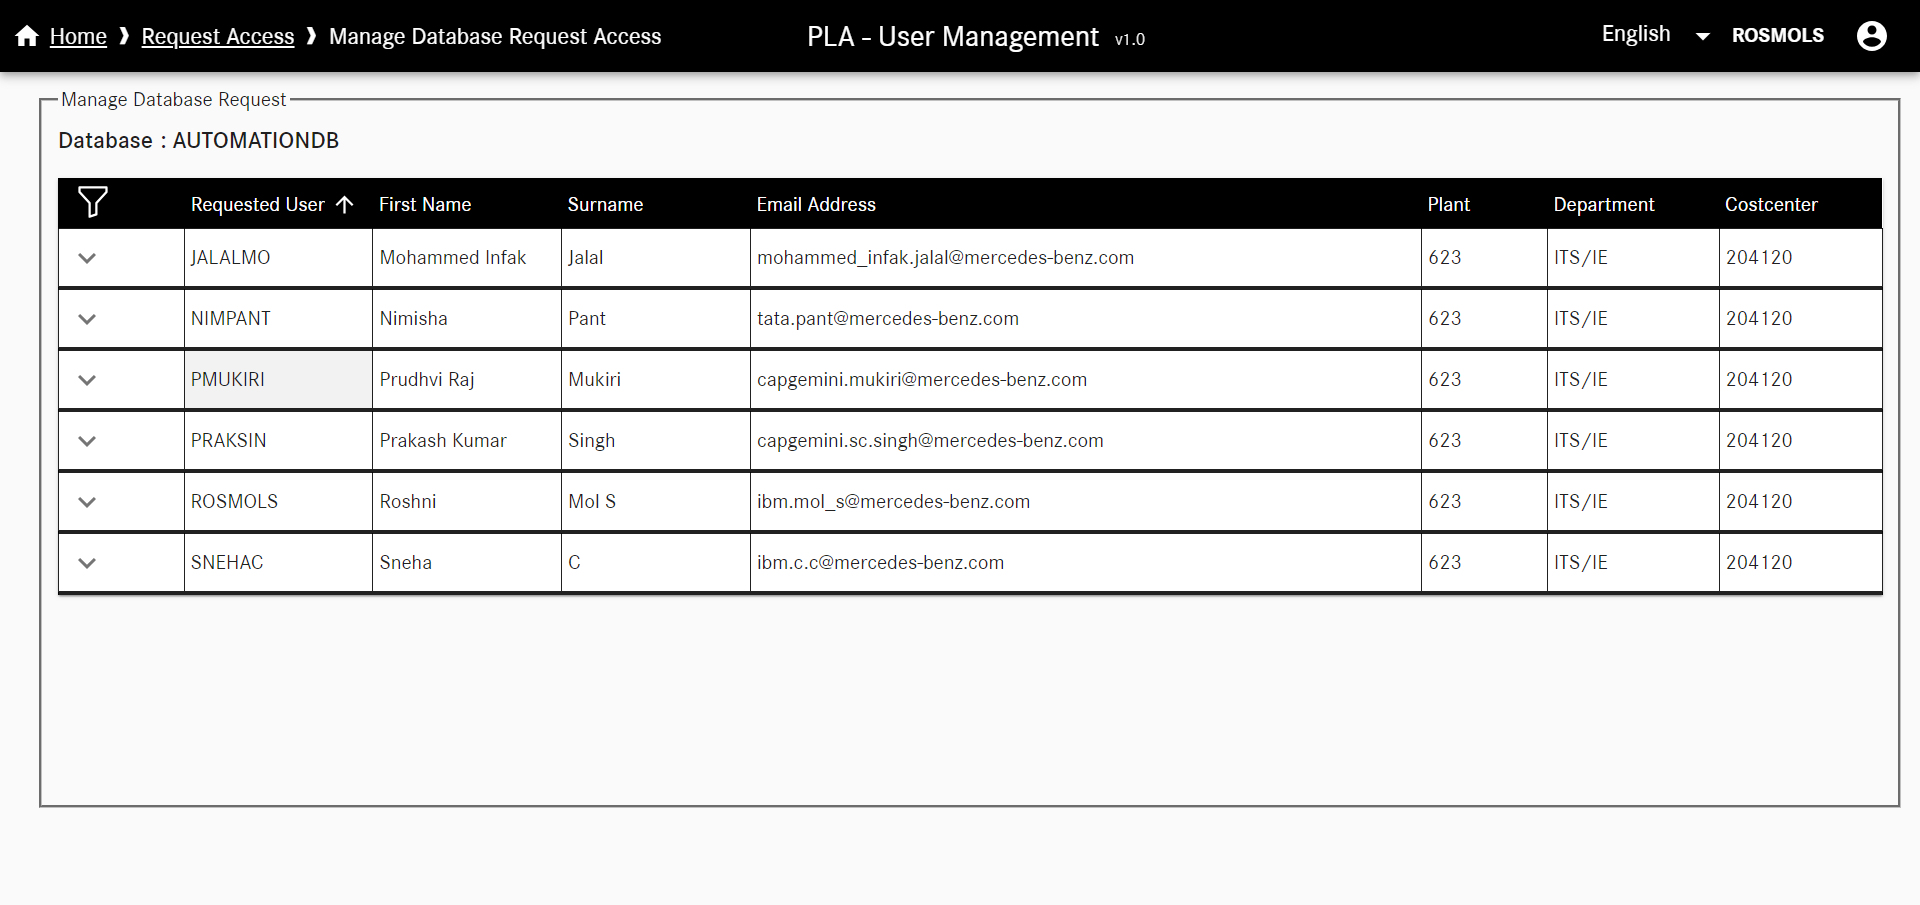 Home ❱ Request Access ❱ Manage Database Request Access PLA - User Management v1.0 English ROSMOLS
Manage Database Request
Database : AUTOMATIONDB
Requested User First Name Surname Email Address Plant Department Costcenter
JALALMO Mohammed Infak Jalal mohammed_infak.jalal@mercedes-benz.com 623 ITS/IE 204120
NIMPANT Nimisha Pant tata.pant@mercedes-benz.com 623 ITS/IE 204120
PMUKIRI Prudhvi Raj Mukiri capgemini.mukiri@mercedes-benz.com 623 ITS/IE 204120
PRAKSIN Prakash Kumar Singh capgemini.sc.singh@mercedes-benz.com 623 ITS/IE 204120
ROSMOLS Roshni Mol S ibm.mol_s@mercedes-benz.com 623 ITS/IE 204120
SNEHAC Sneha C ibm.c.c@mercedes-benz.com 623 ITS/IE 204120